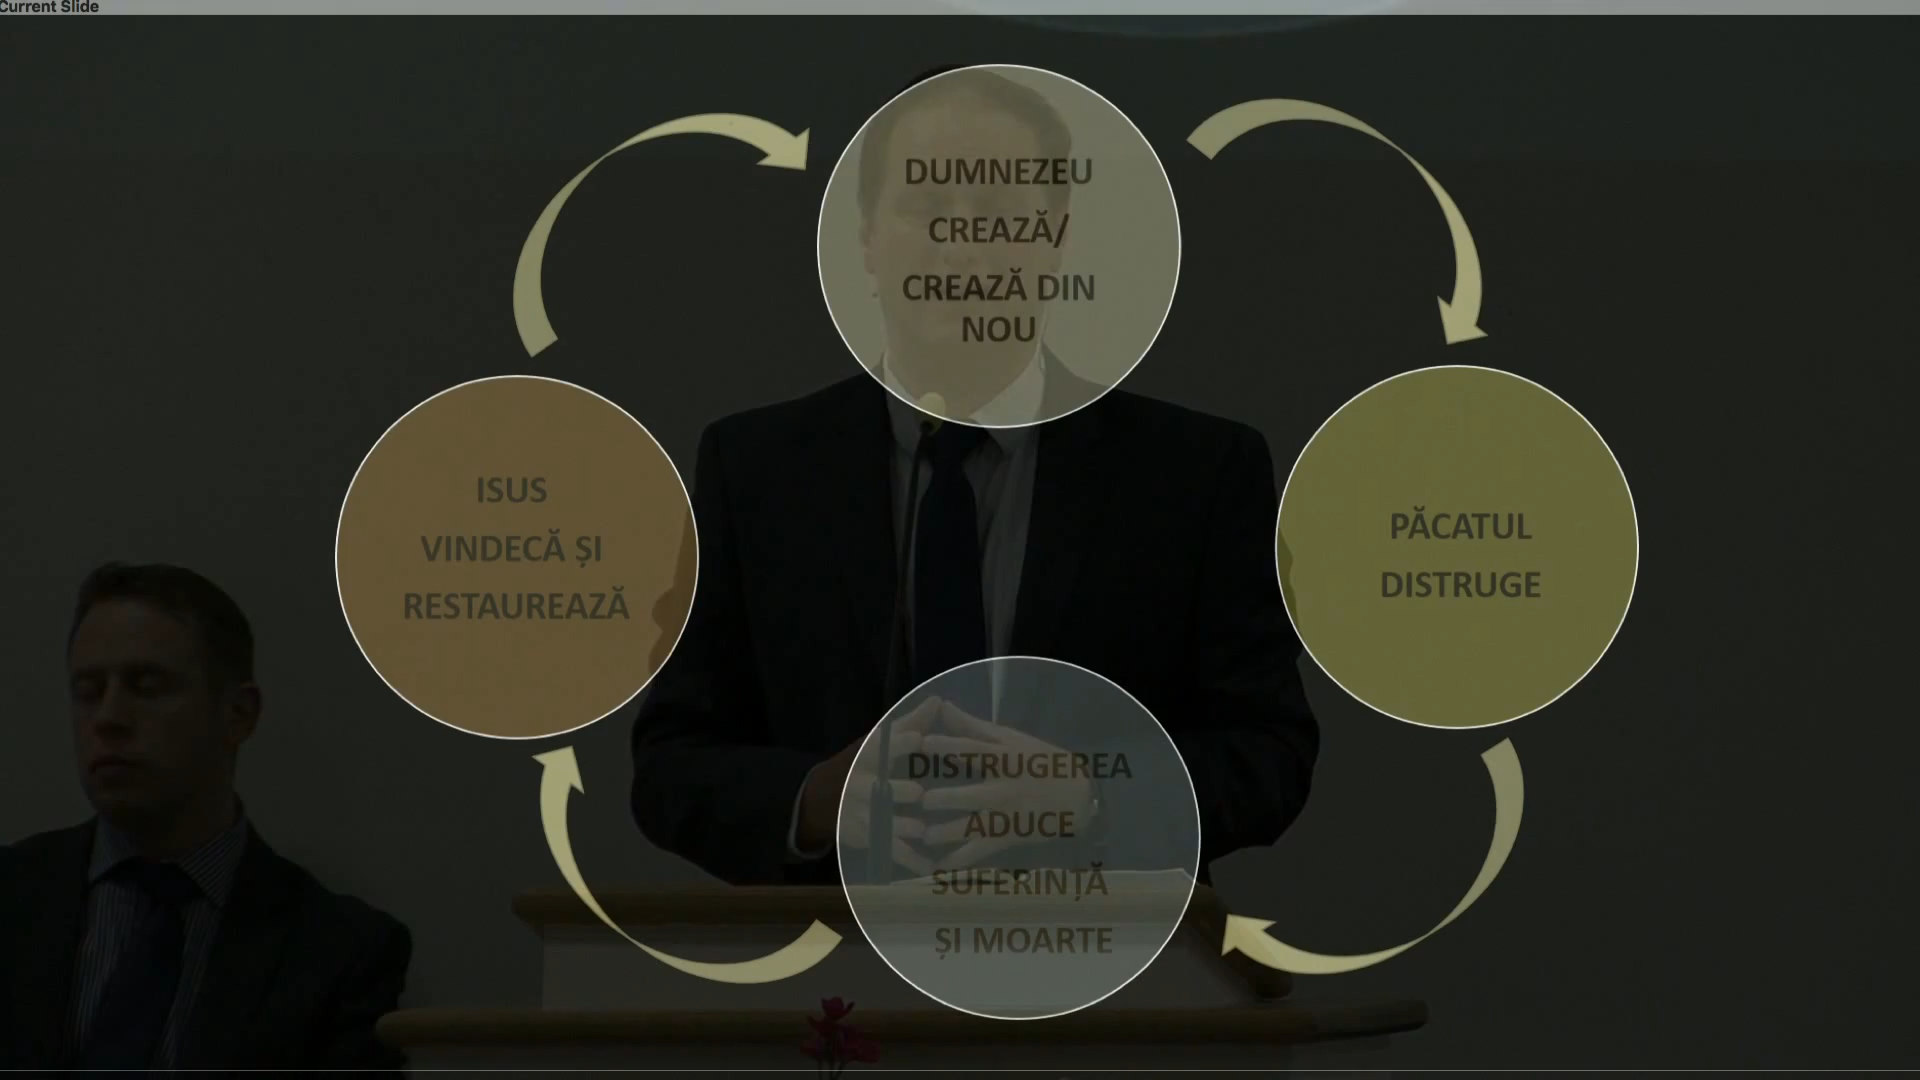 Current Slide
DUMNEZEU
CREAZĂ/
CREAZĂ DIN
NOU
PĂCATUL
DISTRUGE
DISTRUGEREA
ADUCE
SUFERINȚĂ
ȘI MOARTE
ISUS
VINDECĂ ȘI
RESTAUREAZĂ